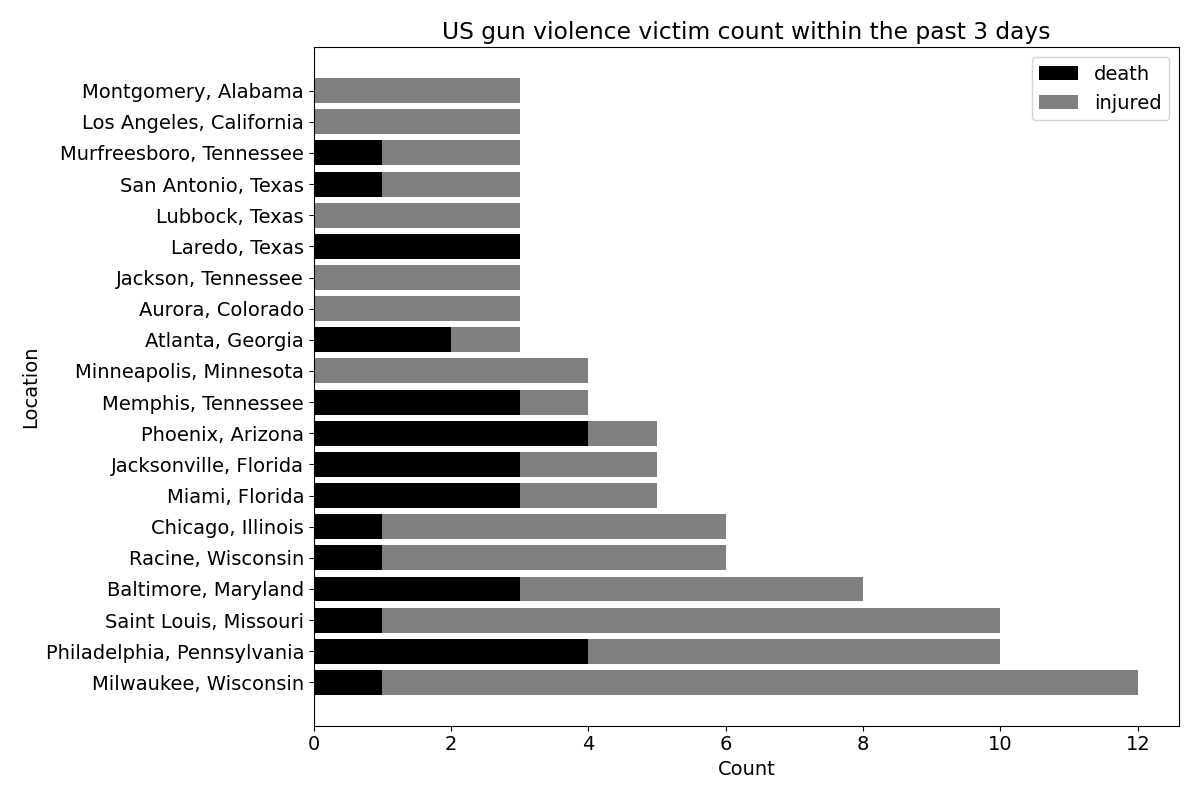 US gun violence victim count within the past 3 days
death
injured
Montgomery, Alabama
Los Angeles, California
Murfreesboro, Tennessee
San Antonio, Texas
Lubbock, Texas
Laredo, Texas
Jackson, Tennessee
Aurora, Colorado
Atlanta, Georgia
Minneapolis, Minnesota
Memphis, Tennessee
Phoenix, Arizona
Jacksonville, Florida
Miami, Florida
Chicago, Illinois
Racine, Wisconsin
Baltimore, Maryland
Saint Louis, Missouri
Philadelphia, Pennsylvania
Milwaukee, Wisconsin
Location
0 2 4 6 8 10 12
Count